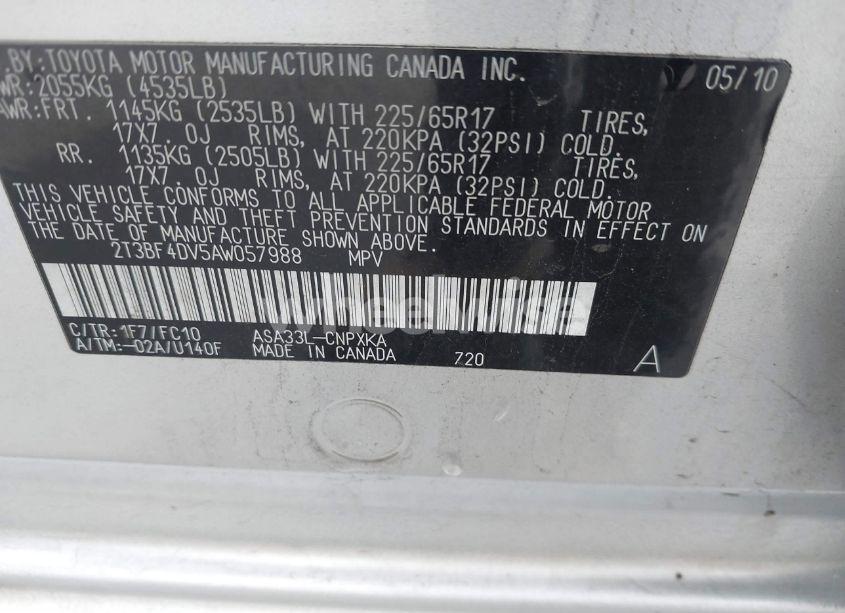 BY: TOYOTA MOTOR MANUFACTURING CANADA INC. 05/10
WR: 2055KG (4535LB)
AWR: FRT. 1145KG (2535LB) WITH 225/65R17 TIRES,
17X7.0J RIMS, AT 220KPA (32PSI) COLD.
RR. 1135KG (2505LB) WITH 225/65R17 TIRES,
17X7.0J RIMS, AT 220KPA (32PSI) COLD.
THIS VEHICLE CONFORMS TO ALL APPLICABLE FEDERAL MOTOR
VEHICLE SAFETY AND THEFT PREVENTION STANDARDS IN EFFECT ON
THE DATE OF MANUFACTURE SHOWN ABOVE.
2T3BF4DV5AW057988 MPV
wheelwise
C/TR: 1F7/FC10 ASA33L-CNPXKA
A/TM: -02A/U140F MADE IN CANADA 720 A